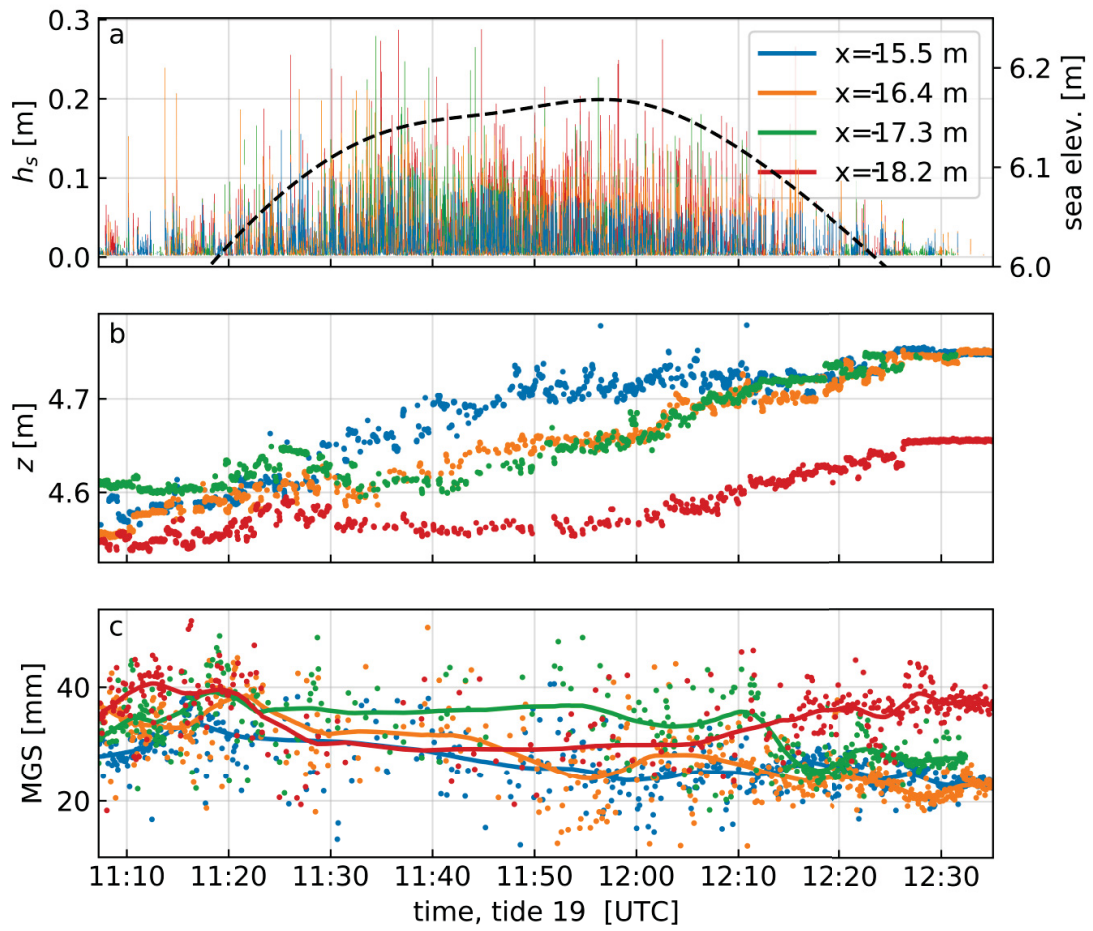 a
0.3
0.2
0.1
0.0
hs [m]
x=-15.5 m
x=-16.4 m
x=-17.3 m
x=-18.2 m
6.2
6.1
6.0
sea elev. [m]
b
4.7
4.6
z [m]
c
40
20
MGS [mm]
11:10 11:20 11:30 11:40 11:50 12:00 12:10 12:20 12:30
time, tide 19 [UTC]